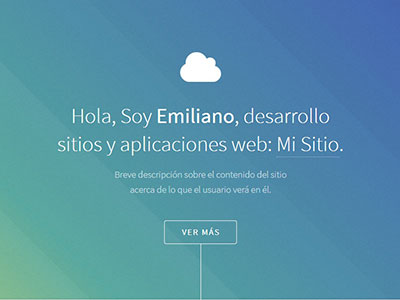 Hola, Soy Emiliano, desarrollo
sitios y aplicaciones web: Mi Sitio.
Breve descripción sobre el contenido del sitio
acerca de lo que el usuario verá en él.
VER MÁS